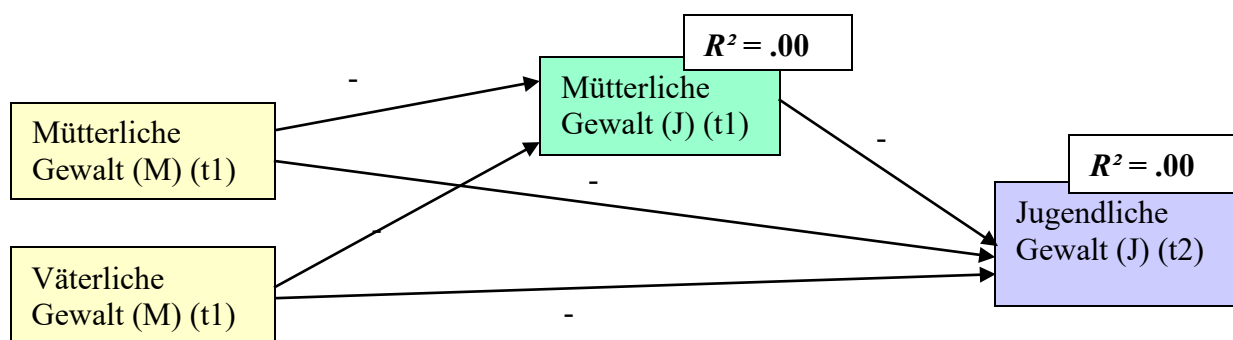 R² = .00
-
Mütterliche
Gewalt (J) (t1)
Mütterliche
Gewalt (M) (t1)
-
R² = .00
-
Jugendliche
Gewalt (J) (t2)
-
Väterliche
Gewalt (M) (t1)
-